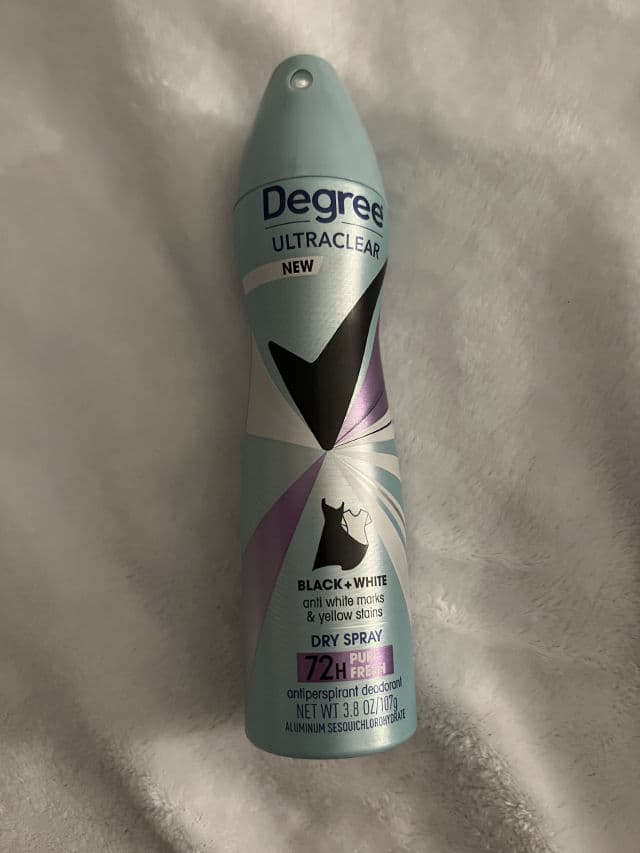 Degree
ULTRACLEAR
NEW
BLACK+WHITE
anti white marks
& yellow stains
DRY SPRAY
72H PURE
FRESH
antiperspirant deodorant
NET WT 3.8 OZ/107g
ALUMINUM SESQUICHLOROHYDRATE